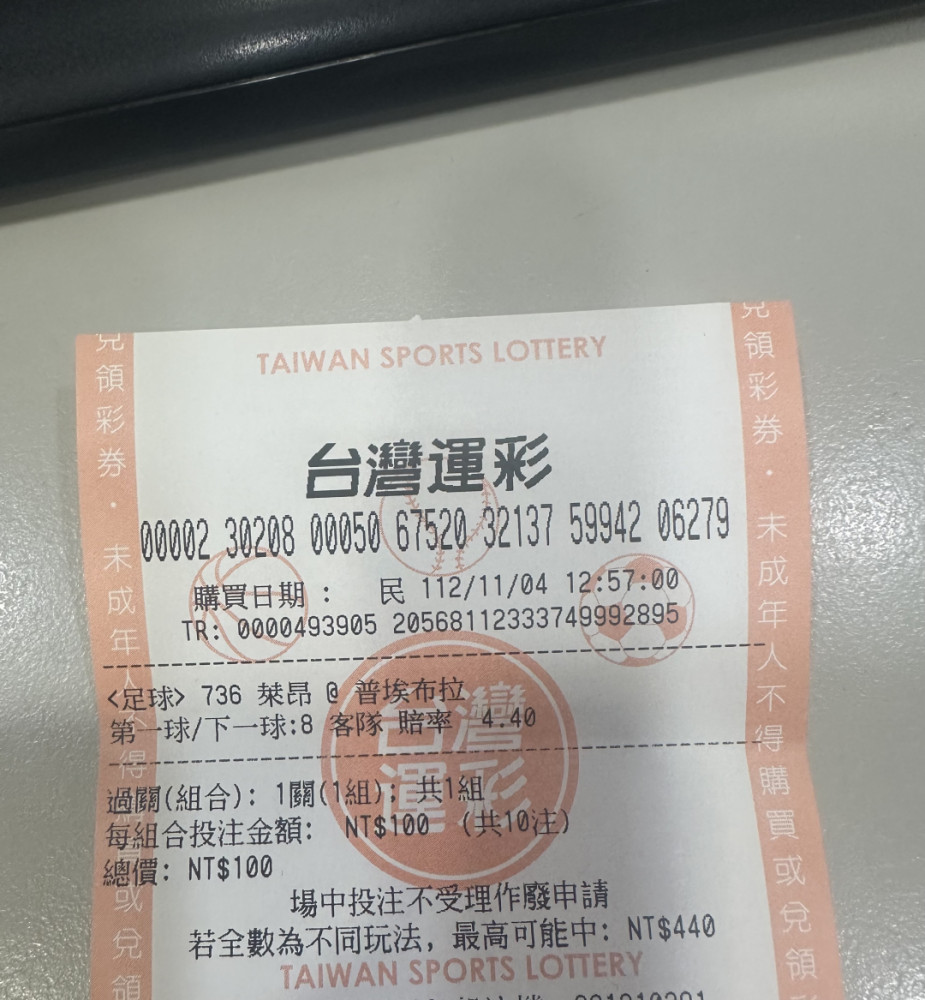 TAIWAN SPORTS LOTTERY
台灣運彩
00002 30208 00050 67520 32137 59942 06279
購買日期： 民 112/11/04 12:57:00
TR: 0000493905 20568112333749992895
<足球> 736 萊昂 @ 普埃布拉
第一球/下一球:8 客隊 賠率 4.40
台灣運彩
過關(組合): 1關(1組); 共1組
每組合投注金額: NT$100 (共10注)
總價: NT$100
場中投注不受理作廢申請
若全數為不同玩法, 最高可能中: NT$440
TAIWAN SPORTS LOTTERY
兌領彩券・未成年人不得購買或兌領
兌領彩券・未成年人不得購買或兌領